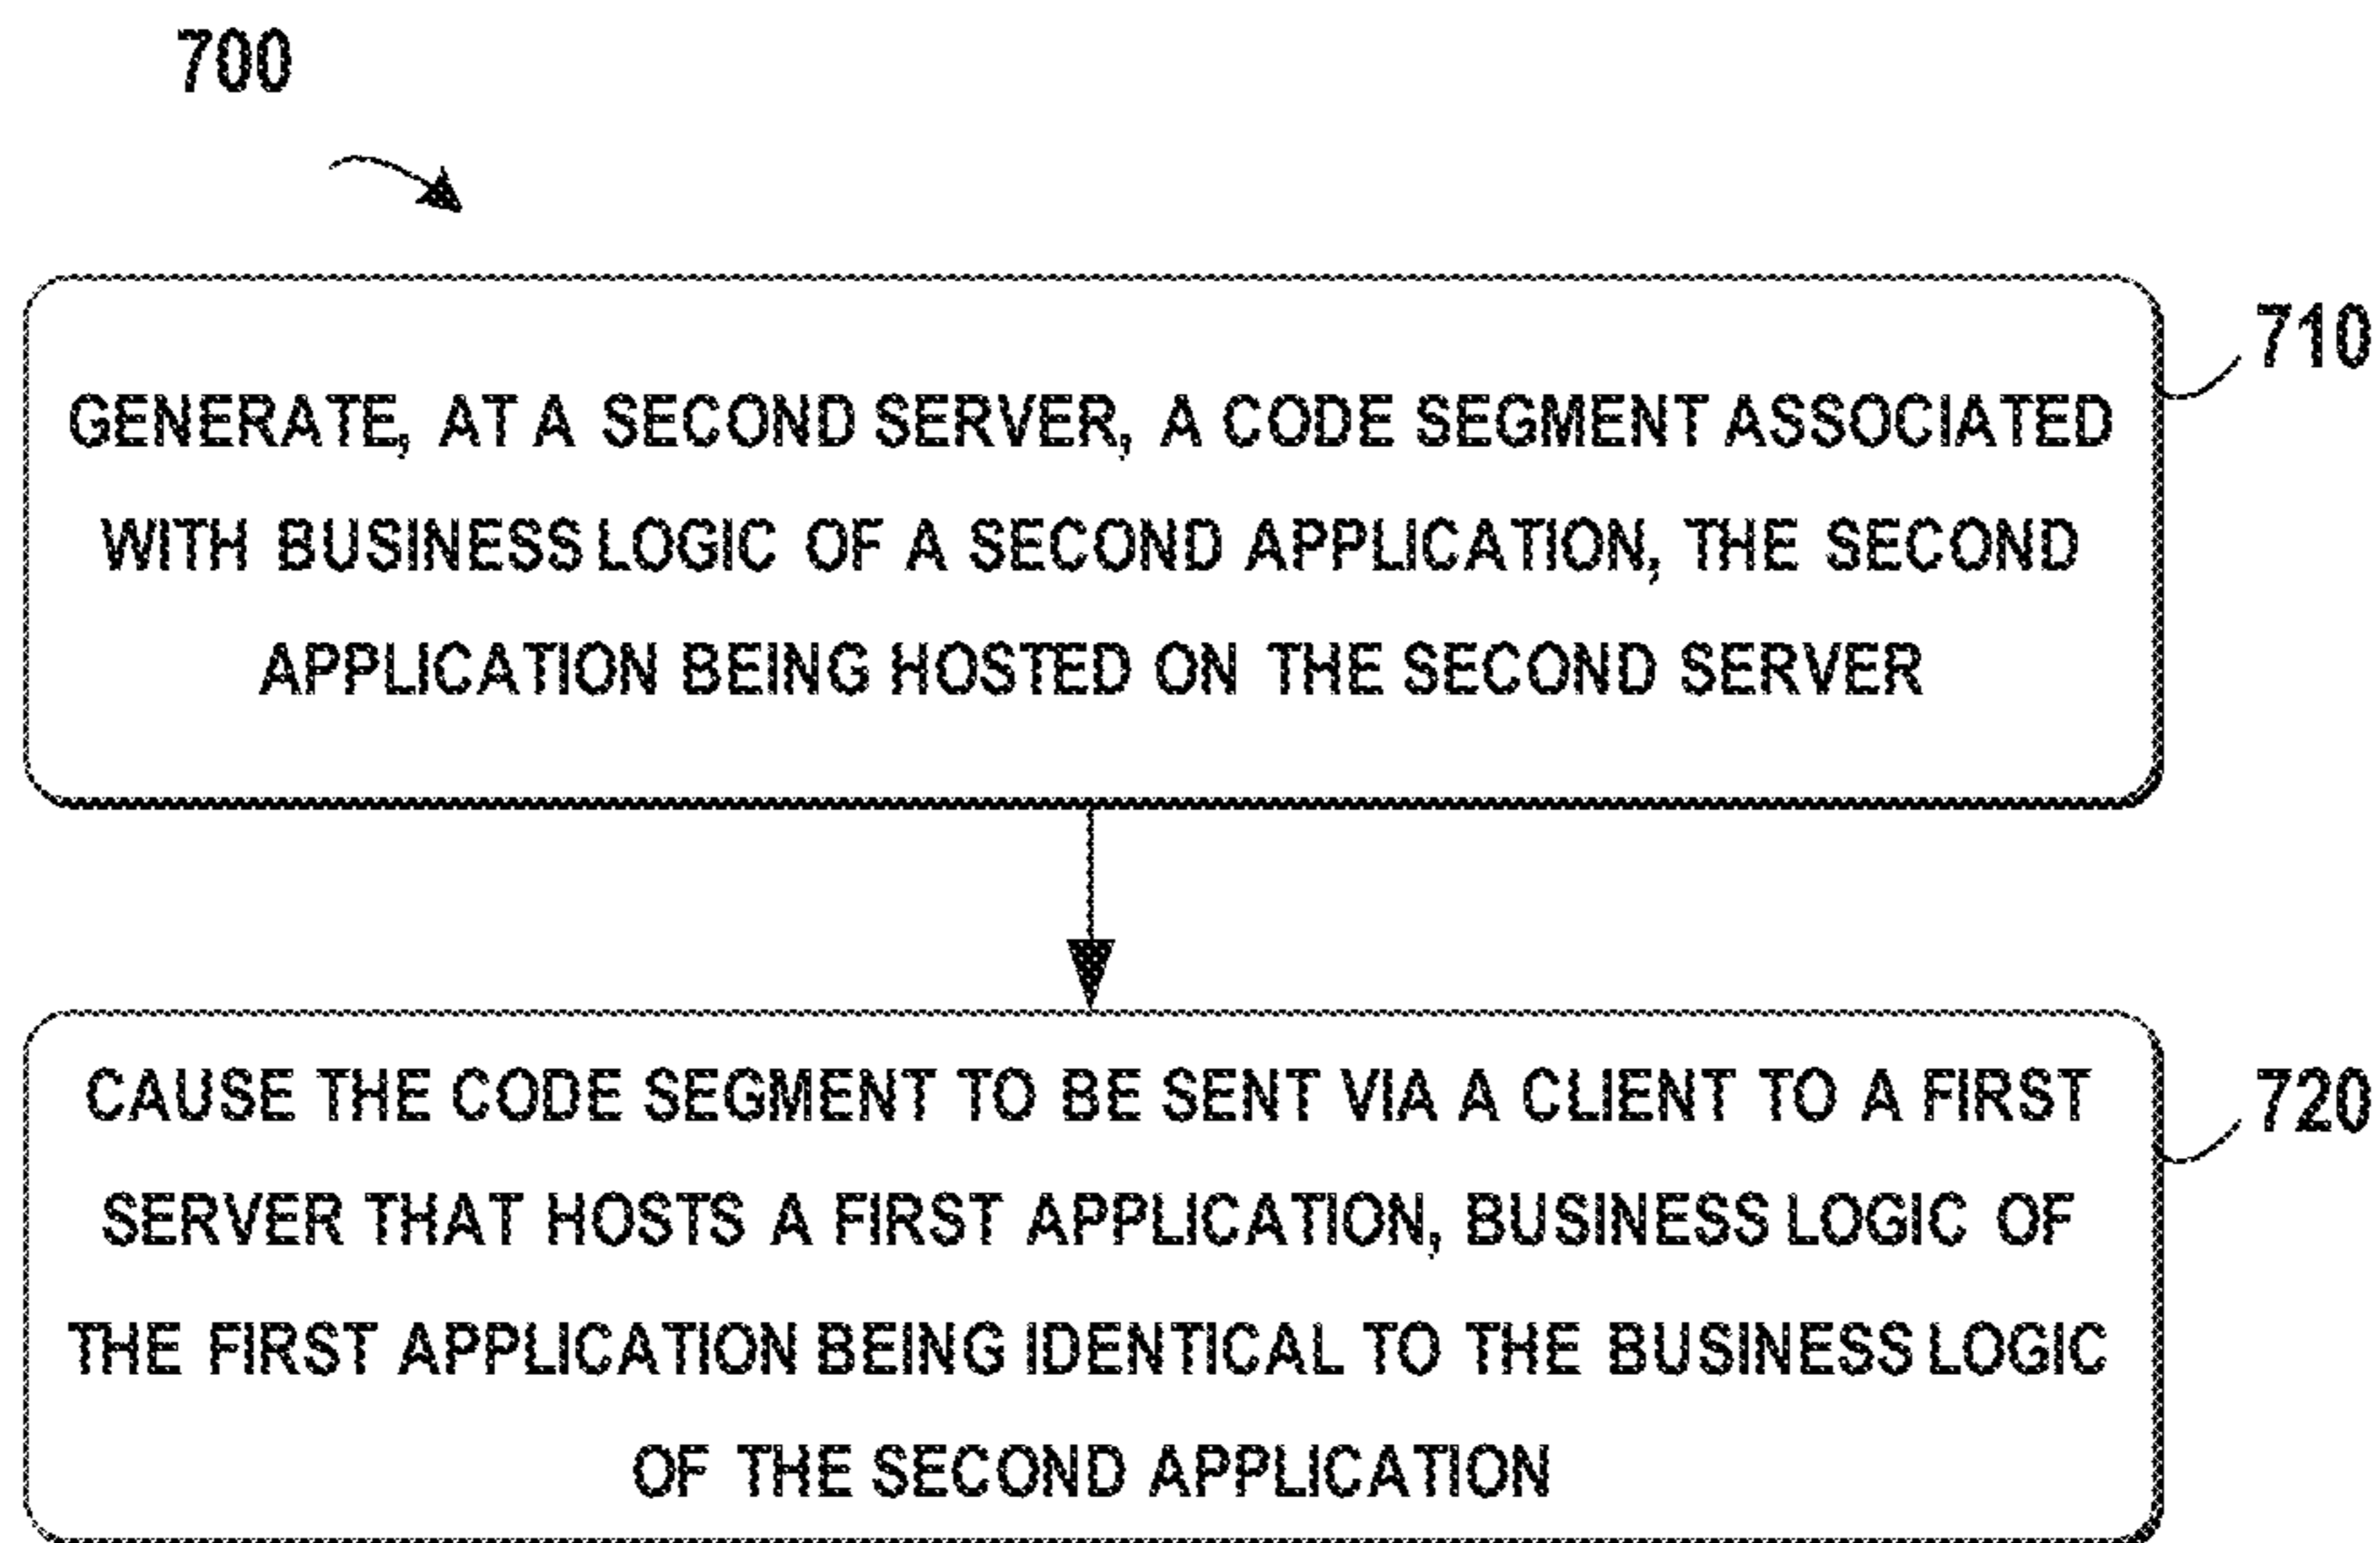 700
710
GENERATE, AT A SECOND SERVER, A CODE SEGMENT ASSOCIATED
WITH BUSINESS LOGIC OF A SECOND APPLICATION, THE SECOND
APPLICATION BEING HOSTED ON THE SECOND SERVER
720
CAUSE THE CODE SEGMENT TO BE SENT VIA A CLIENT TO A FIRST
SERVER THAT HOSTS A FIRST APPLICATION, BUSINESS LOGIC OF
THE FIRST APPLICATION BEING IDENTICAL TO THE BUSINESS LOGIC
OF THE SECOND APPLICATION